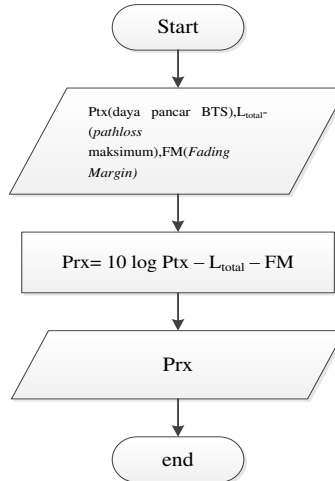 Start
Ptx(daya pancar BTS),Ltotal"
(pathloss
maksimum),FM(Fading
Margin)
Prx= 10 log Ptx – Ltotal – FM
Prx
end